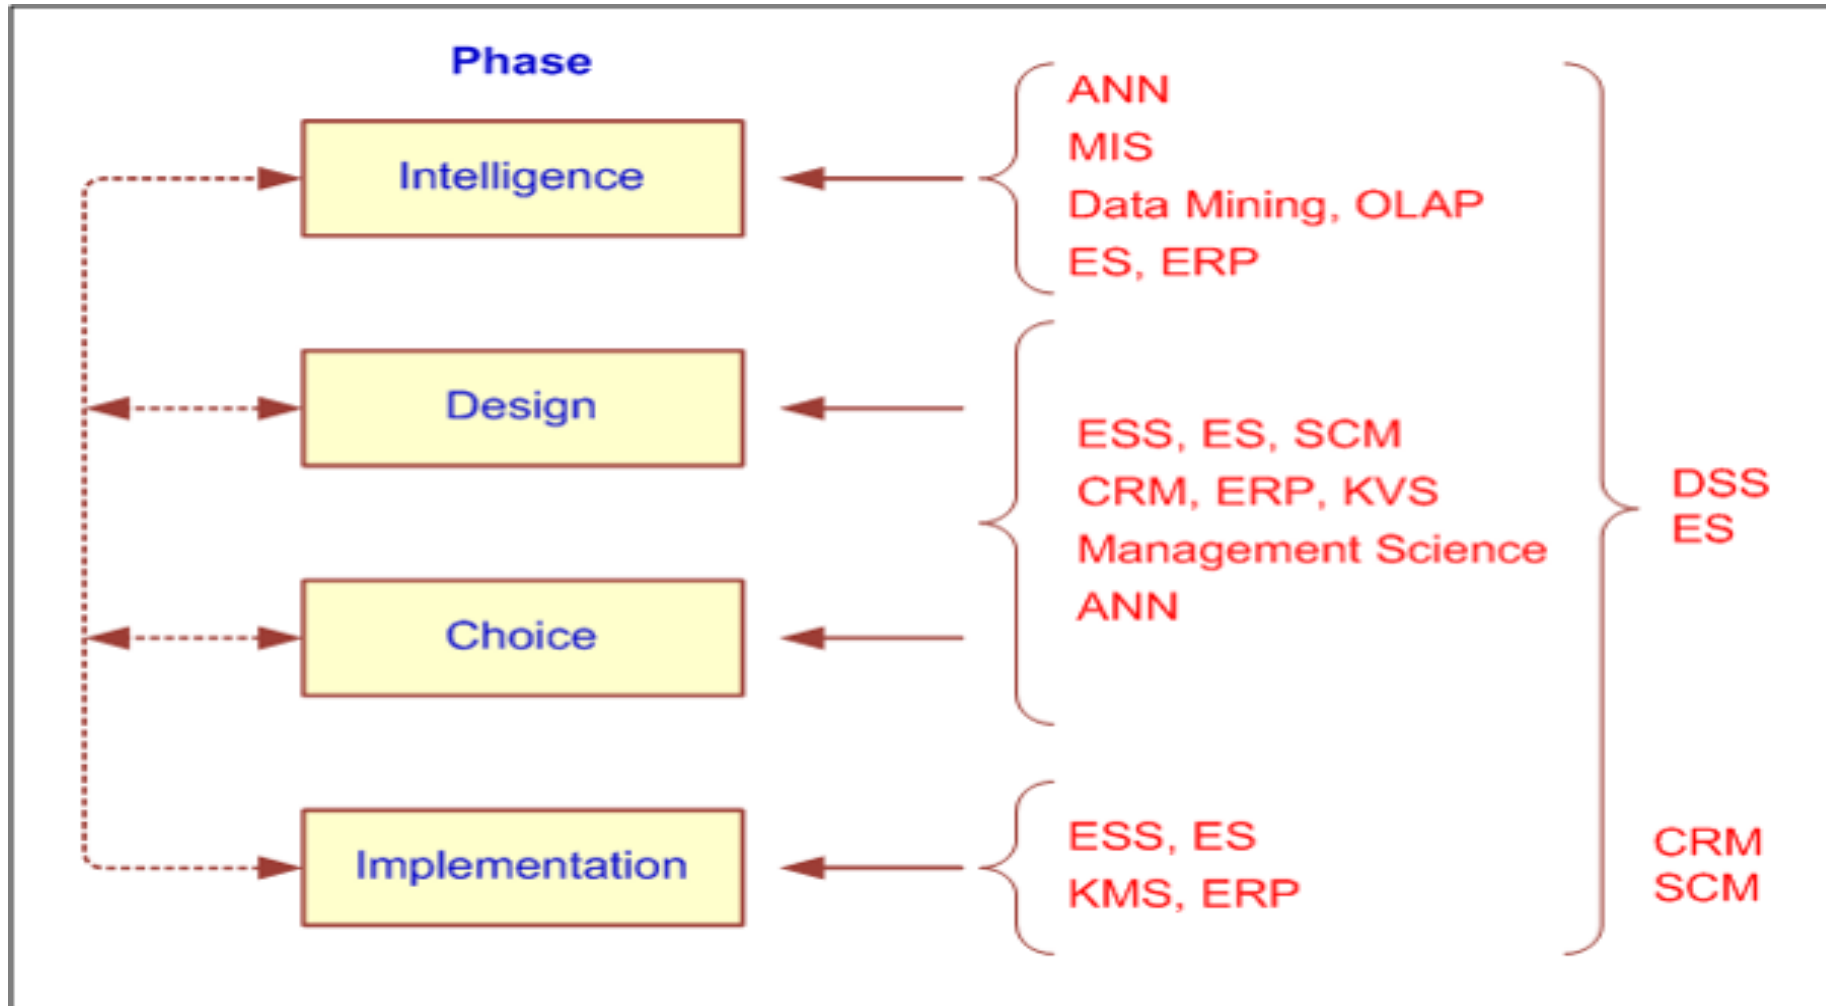 Phase
Intelligence
ANN
MIS
Data Mining, OLAP
ES, ERP
Design
Choice
ESS, ES, SCM
CRM, ERP, KVS
Management Science
ANN
Implementation
ESS, ES
KMS, ERP
DSS
ES
CRM
SCM